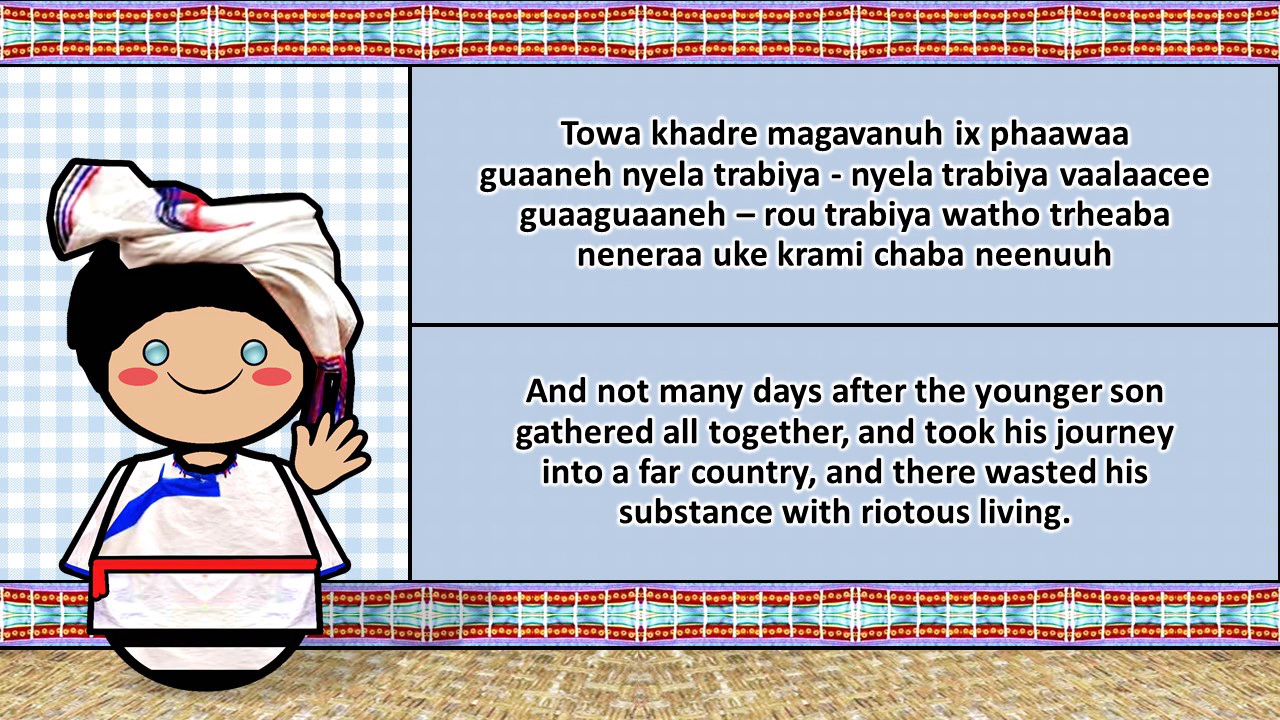 Towa khadre magavanuh ix phaawaa
guaaneh nyela trabiya - nyela trabiya vaalaacee
guaaguaaneh – rou trabiya watho trheaba
neneraa uke krami chaba neenuuh
And not many days after the younger son
gathered all together, and took his journey
into a far country, and there wasted his
substance with riotous living.